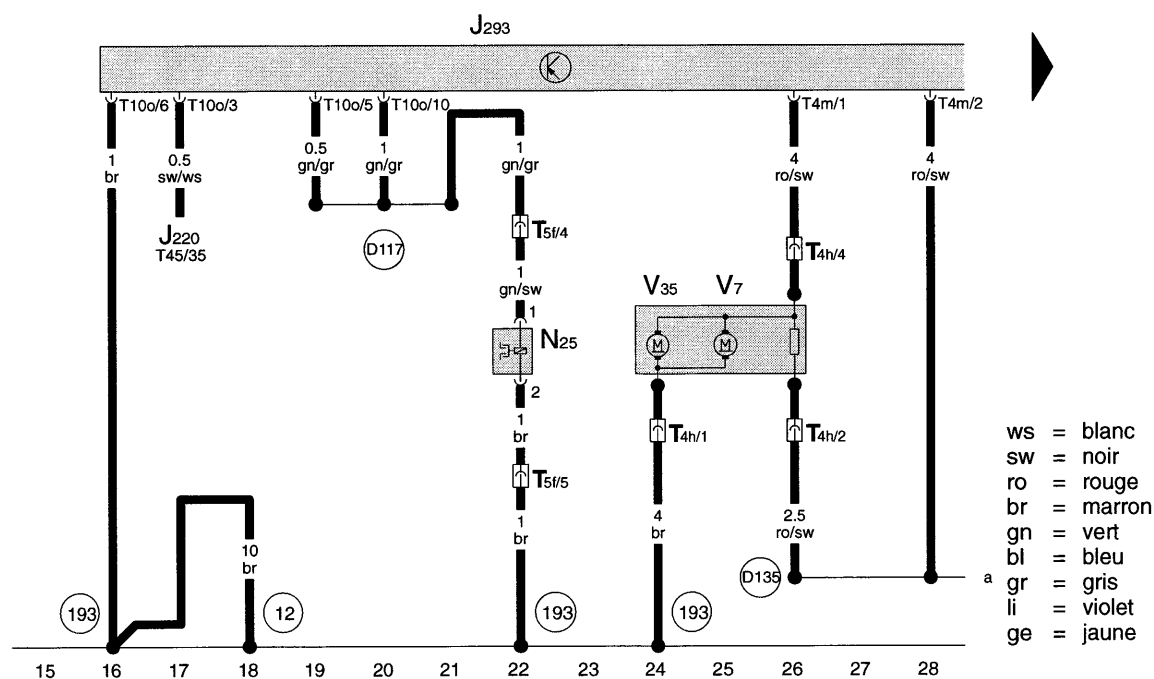 J293
T10o/6 T10o/3 T10o/5 T10o/10 T4m/1 T4m/2
1 0.5 0.5 1 1 4 4
br sw/ws gn/gr gn/gr gn/gr ro/sw ro/sw
J220
T45/35
D117
T5f/4
T4h/4
1
gn/sw
1
V35 V7
N25
M M
2
1
br
T4h/1 T4h/2
T5f/5
1
br
4
br
2.5
ro/sw
10
br
D135
a
193 12 193 193
15 16 17 18 19 20 21 22 23 24 25 26 27 28
ws = blanc
sw = noir
ro = rouge
br = marron
gn = vert
bl = bleu
gr = gris
li = violet
ge = jaune